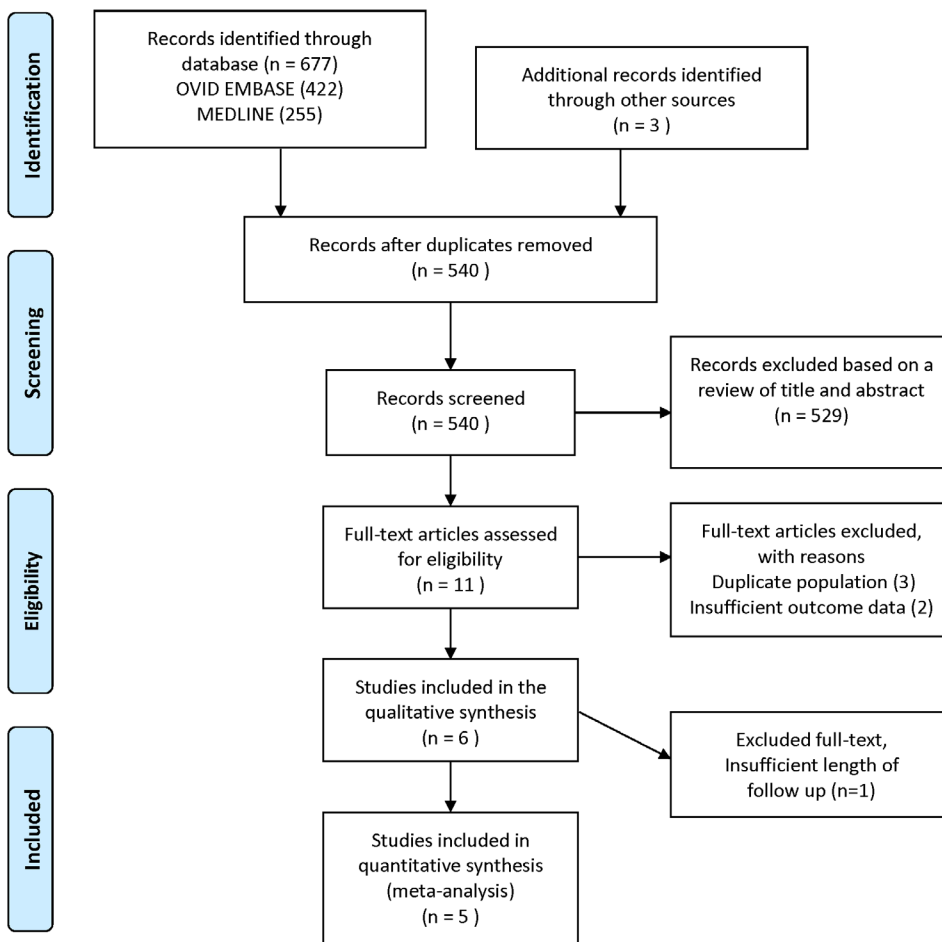 Identification
Records identified through
database (n = 677)
OVID EMBASE (422)
MEDLINE (255)
Additional records identified
through other sources
(n = 3 )
Records after duplicates removed
(n = 540 )
Screening
Records screened
(n = 540 )
Records excluded based on a
review of title and abstract
(n = 529)
Eligibility
Full-text articles assessed
for eligibility
(n = 11 )
Full-text articles excluded,
with reasons
Duplicate population (3)
Insufficient outcome data (2)
Studies included in the
qualitative synthesis
(n = 6 )
Excluded full-text,
Insufficient length of
follow up (n=1)
Included
Studies included in
quantitative synthesis
(meta-analysis)
(n = 5 )